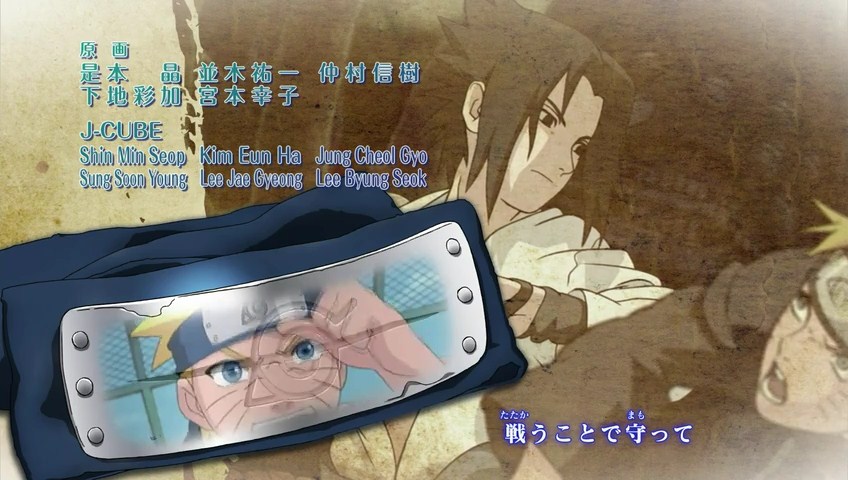 原画
是本 晶 並木祐一 仲村信樹
下地彩加 宮本幸子
J-CUBE
Shin Min Seop Kim Eun Ha Jung Cheol Gyo
Sung Soon Young Lee Jae Gyeong Lee Byung Seok
たたか まも
戦うことで守って